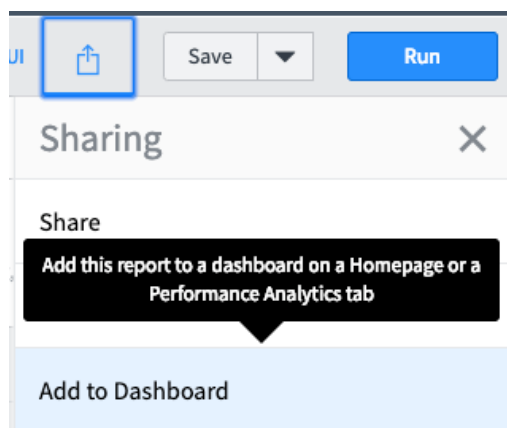 UI
Save
Run
Sharing
Share
Add this report to a dashboard on a Homepage or a
Performance Analytics tab
Add to Dashboard